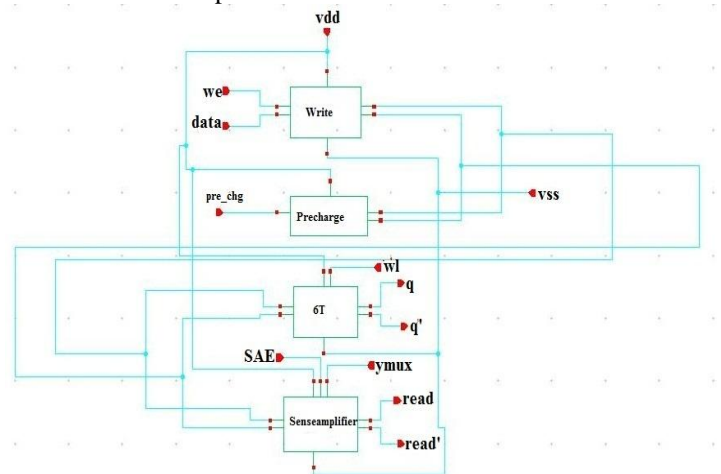 vdd
we
Write
data
pre_chg
Precharge
vss
wl
q
6T
q'
SAE
ymux
read
Senseamplifier
read'